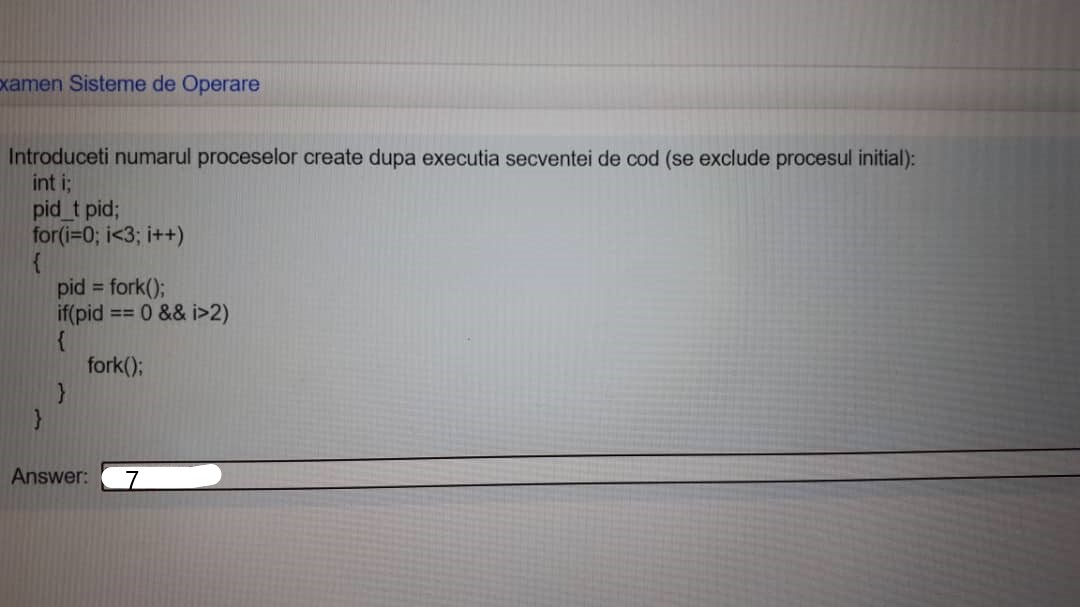 xamen Sisteme de Operare
Introduceti numarul proceselor create dupa executia secventei de cod (se exclude procesul initial):
int i;
pid_t pid;
for(i=0; i<3; i++)
{
pid = fork();
if(pid == 0 && i>2)
{
fork();
}
}
Answer: 7